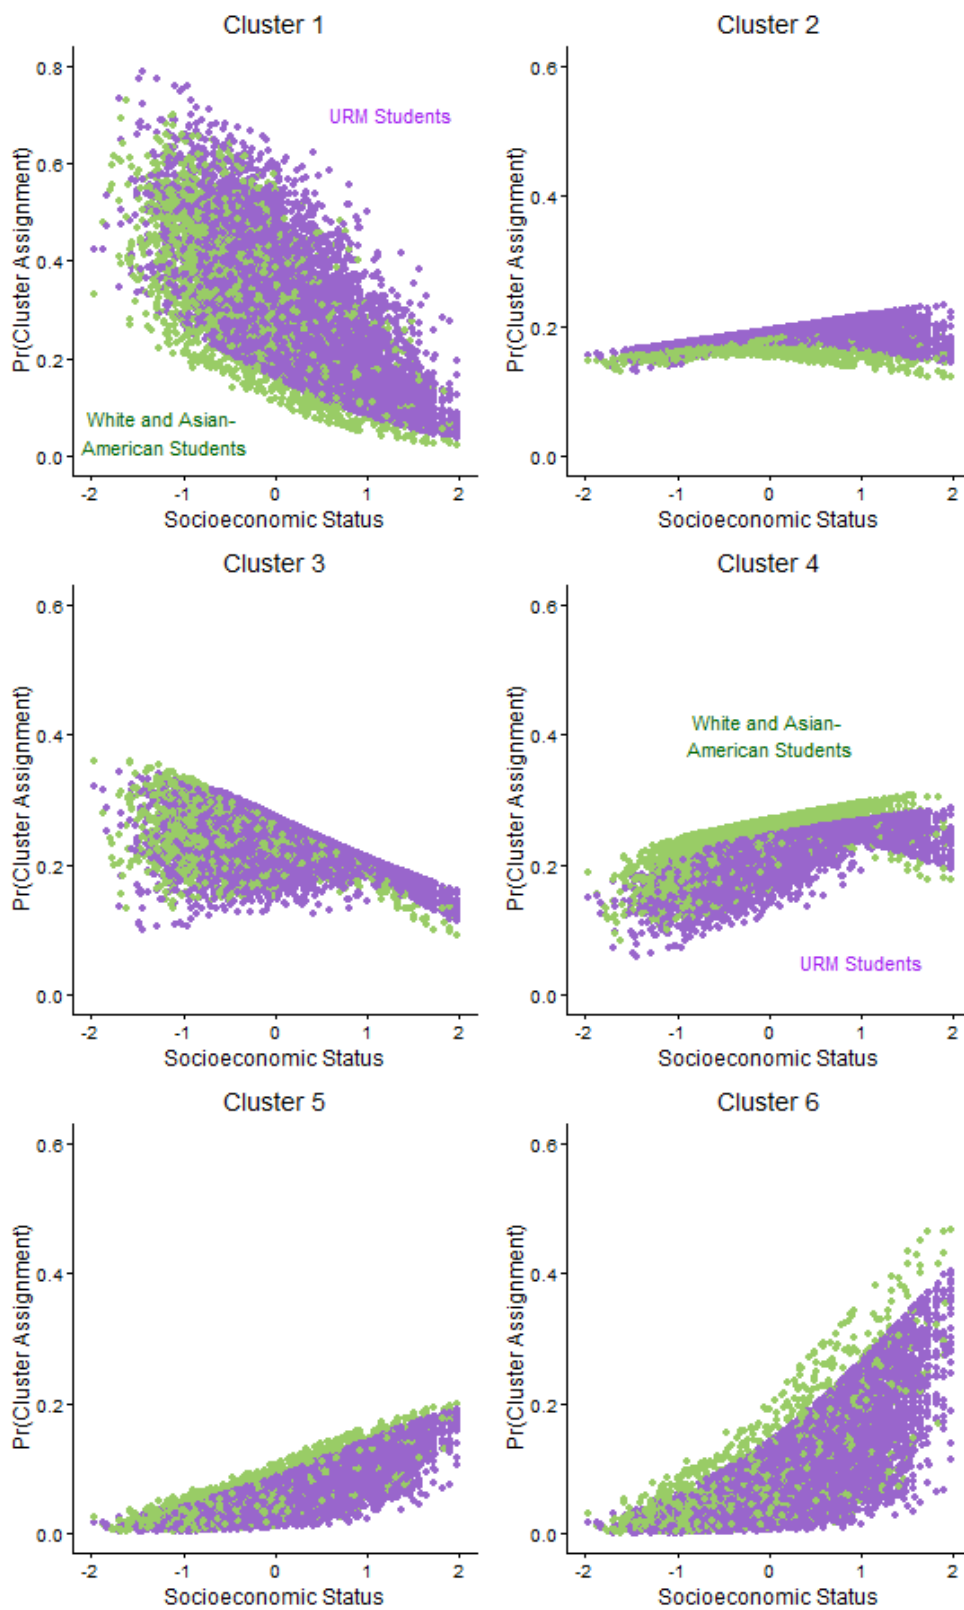 Cluster 1
Pr(Cluster Assignment)
0.8
0.6
0.4
0.2
0.0
URM Students
White and Asian-
American Students
-2 -1 0 1 2
Socioeconomic Status
Cluster 2
Pr(Cluster Assignment)
0.6
0.4
0.2
0.0
-2 -1 0 1 2
Socioeconomic Status
Cluster 3
Pr(Cluster Assignment)
0.6
0.4
0.2
0.0
-2 -1 0 1 2
Socioeconomic Status
Cluster 4
Pr(Cluster Assignment)
0.6
0.4
0.2
0.0
White and Asian-
American Students
URM Students
-2 -1 0 1 2
Socioeconomic Status
Cluster 5
Pr(Cluster Assignment)
0.6
0.4
0.2
0.0
-2 -1 0 1 2
Socioeconomic Status
Cluster 6
Pr(Cluster Assignment)
0.6
0.4
0.2
0.0
-2 -1 0 1 2
Socioeconomic Status